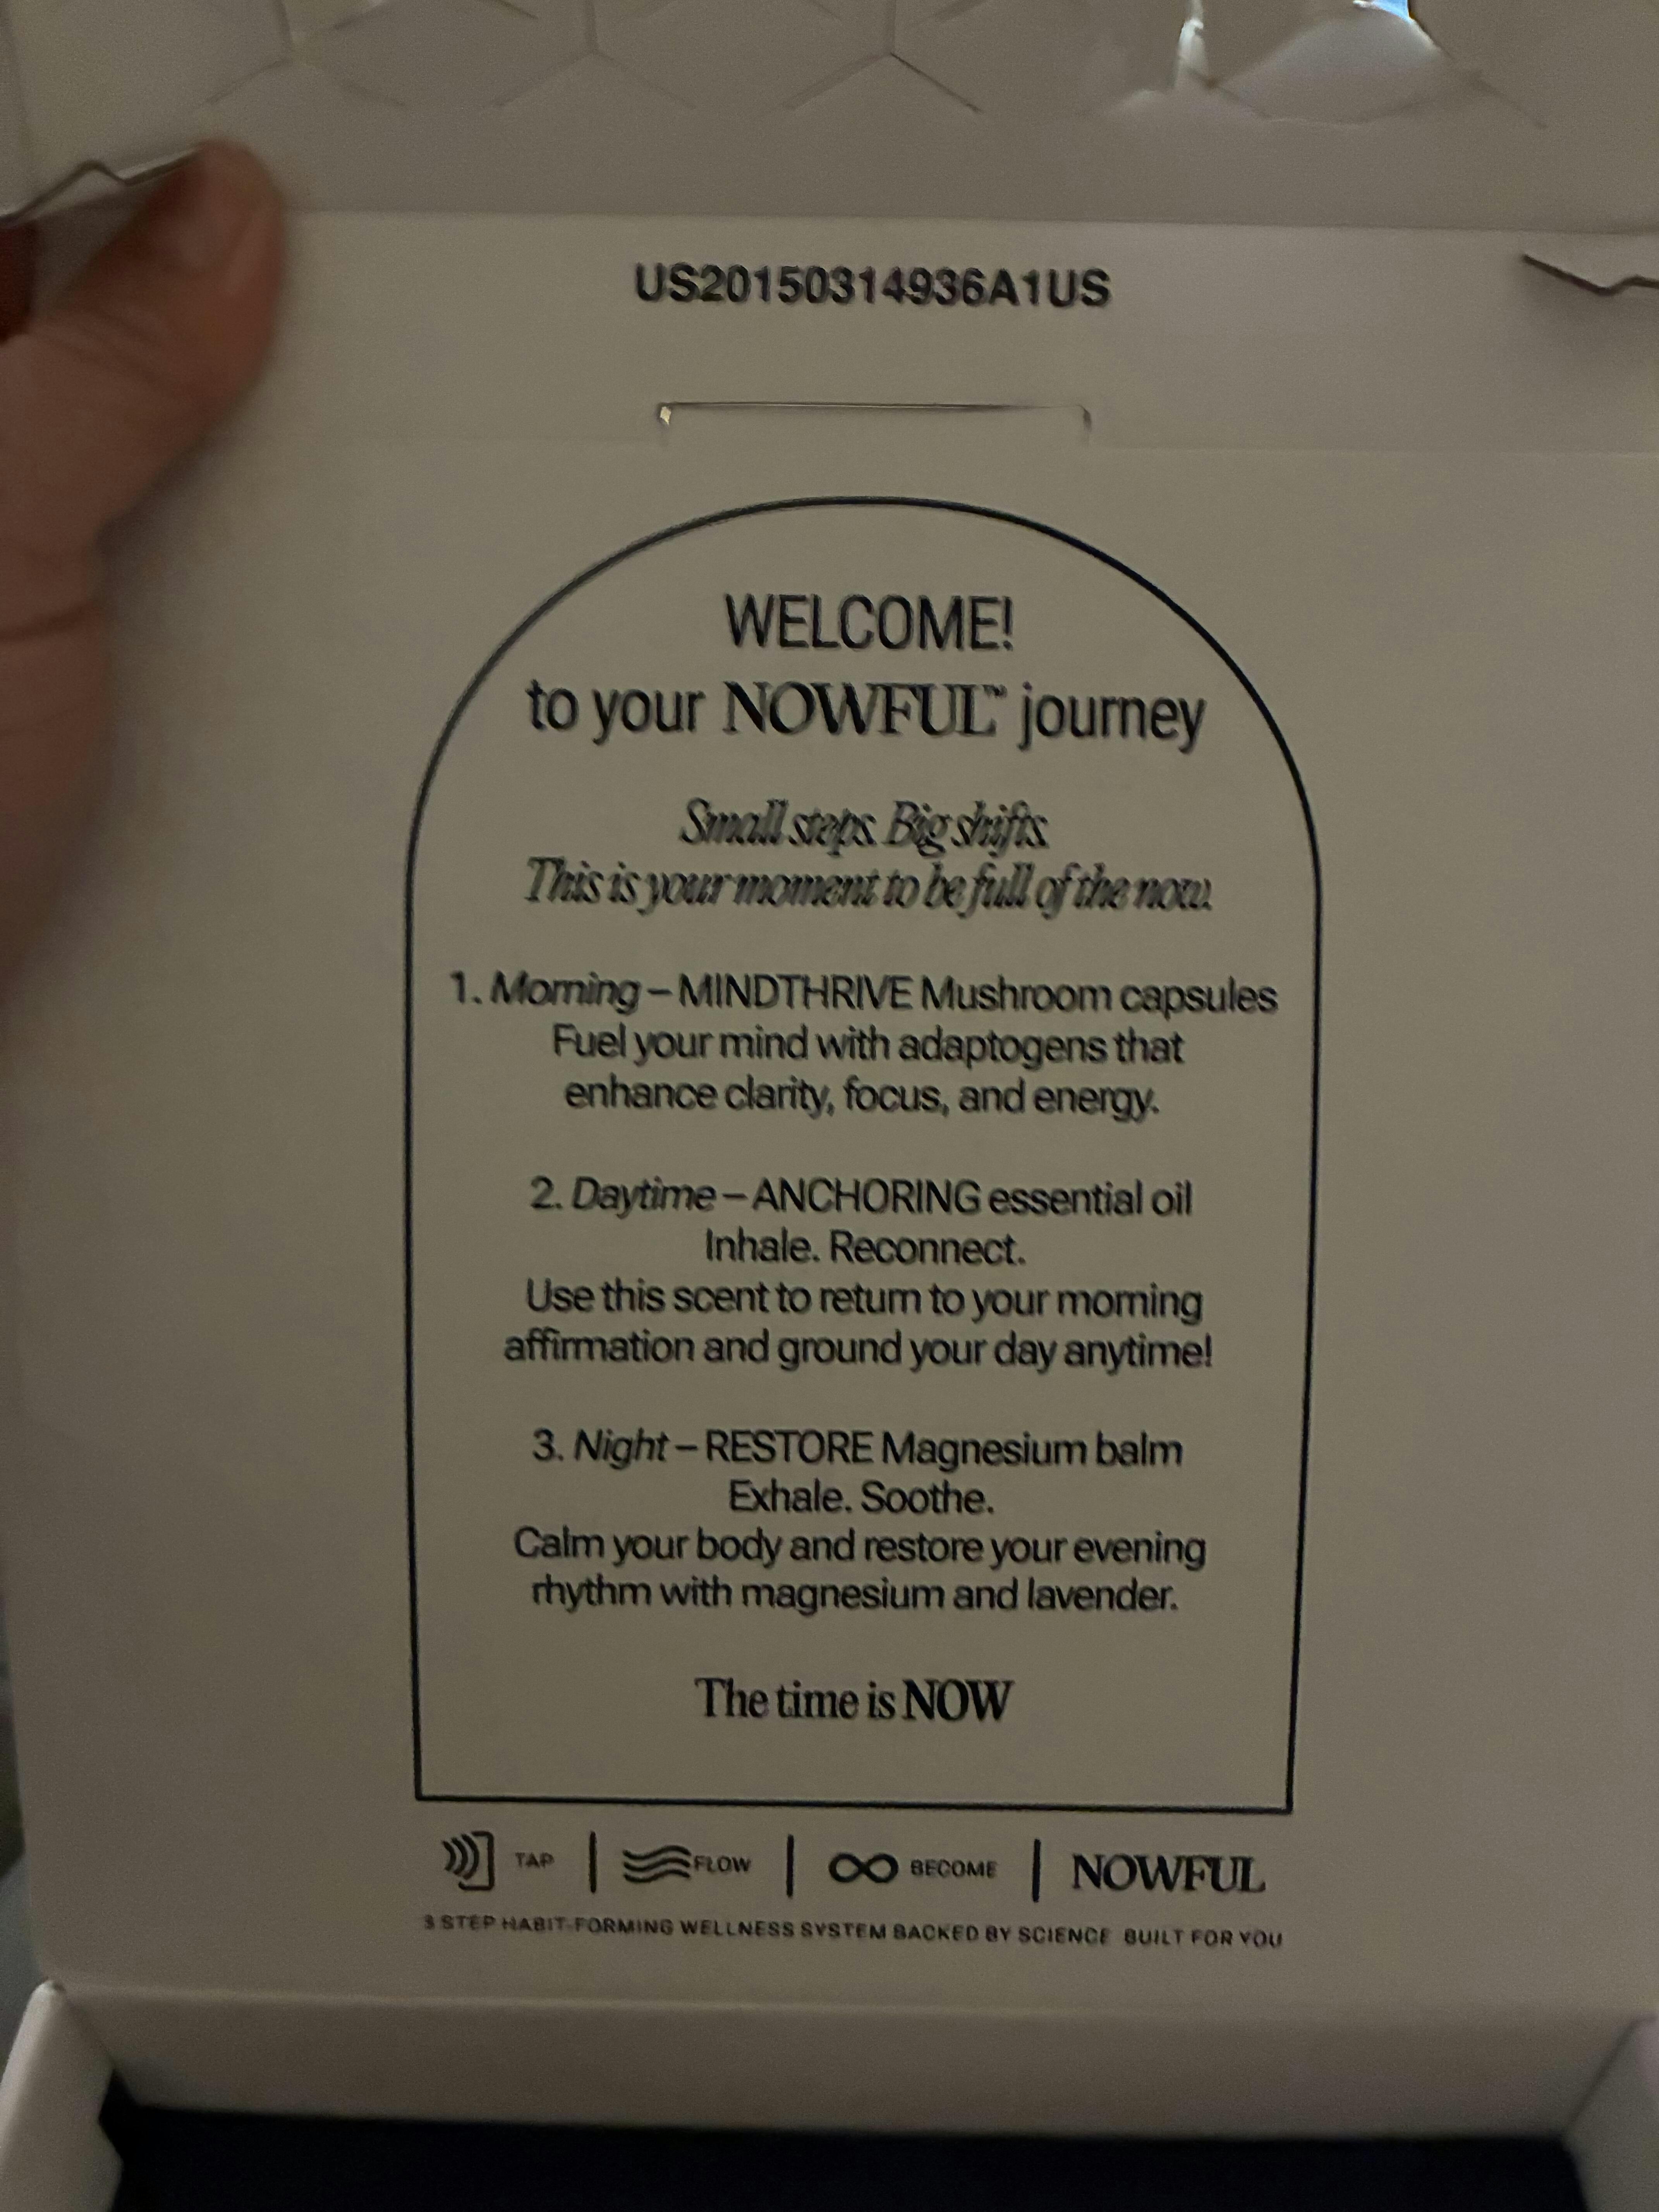 US20150314936A1US
WELCOME!
to your NOWFUL™ journey
Small steps. Big shifts.
This is your moment to be full of the now.
1. Morning – MINDTHRIVE Mushroom capsules
Fuel your mind with adaptogens that
enhance clarity, focus, and energy.
2. Daytime – ANCHORING essential oil
Inhale. Reconnect.
Use this scent to return to your morning
affirmation and ground your day anytime!
3. Night – RESTORE Magnesium balm
Exhale. Soothe.
Calm your body and restore your evening
rhythm with magnesium and lavender.
The time is NOW
TAP | FLOW | BECOME | NOWFUL
3 STEP HABIT-FORMING WELLNESS SYSTEM BACKED BY SCIENCE BUILT FOR YOU